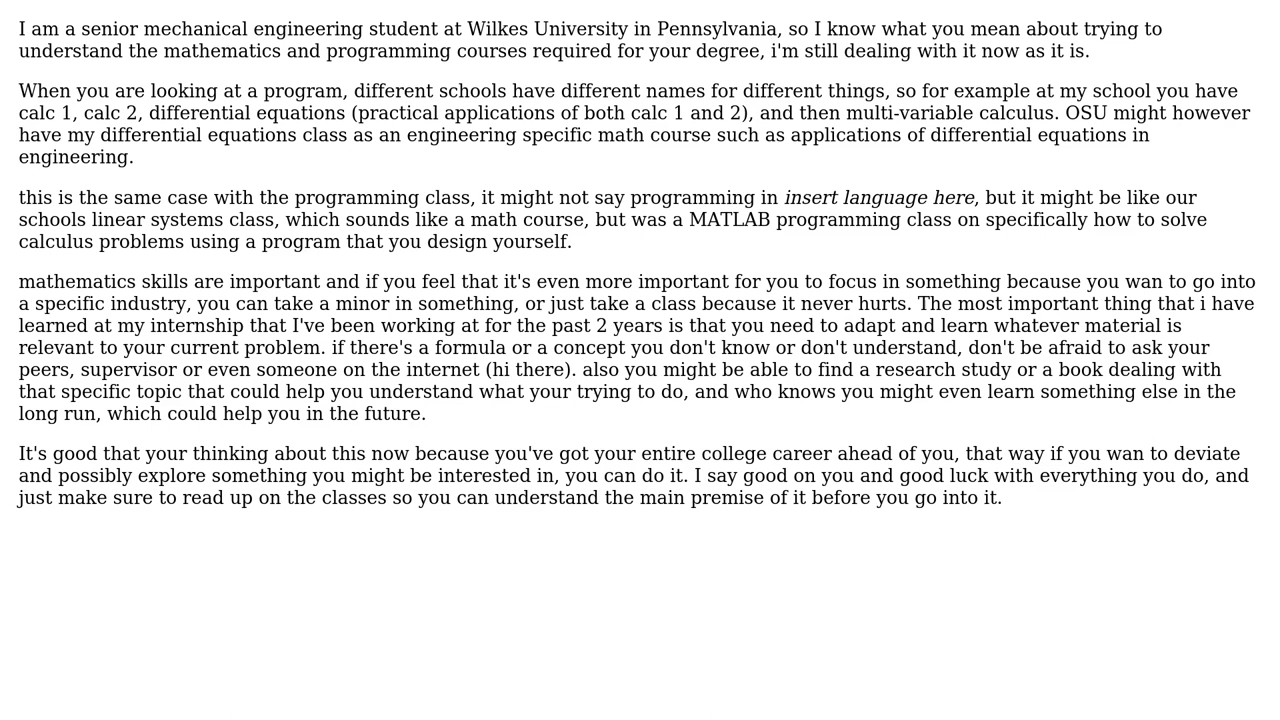 I am a senior mechanical engineering student at Wilkes University in Pennsylvania, so I know what you mean about trying to
understand the mathematics and programming courses required for your degree, i'm still dealing with it now as it is.
When you are looking at a program, different schools have different names for different things, so for example at my school you have
calc 1, calc 2, differential equations (practical applications of both calc 1 and 2), and then multi-variable calculus. OSU might however
have my differential equations class as an engineering specific math course such as applications of differential equations in
engineering.
this is the same case with the programming class, it might not say programming in insert language here, but it might be like our
schools linear systems class, which sounds like a math course, but was a MATLAB programming class on specifically how to solve
calculus problems using a program that you design yourself.
mathematics skills are important and if you feel that it's even more important for you to focus in something because you wan to go into
a specific industry, you can take a minor in something, or just take a class because it never hurts. The most important thing that i have
learned at my internship that I've been working at for the past 2 years is that you need to adapt and learn whatever material is
relevant to your current problem. if there's a formula or a concept you don't know or don't understand, don't be afraid to ask your
peers, supervisor or even someone on the internet (hi there). also you might be able to find a research study or a book dealing with
that specific topic that could help you understand what your trying to do, and who knows you might even learn something else in the
long run, which could help you in the future.
It's good that your thinking about this now because you've got your entire college career ahead of you, that way if you wan to deviate
and possibly explore something you might be interested in, you can do it. I say good on you and good luck with everything you do, and
just make sure to read up on the classes so you can understand the main premise of it before you go into it.